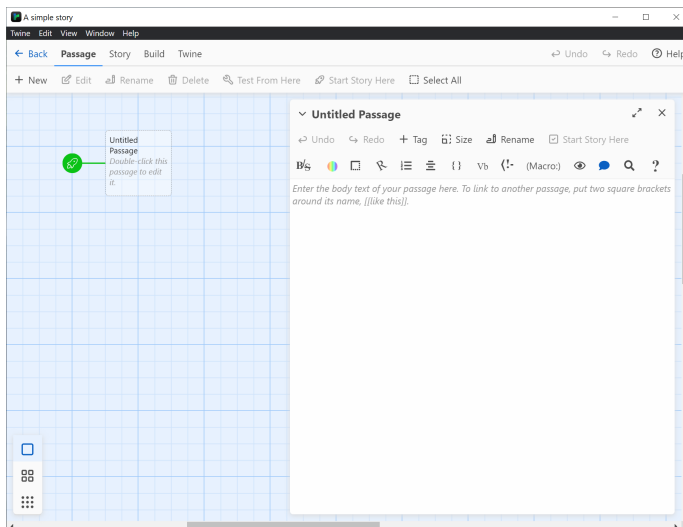 A simple story
Twine Edit View Window Help
Back Passage Story Build Twine Undo Redo Help
New Edit Rename Delete Test From Here Start Story Here Select All
Untitled Passage
Undo Redo Tag Size Rename Start Story Here
{ } Vb (!- (Macro:) ?
Enter the body text of your passage here. To link to another passage, put two square brackets
around its name, [[like this]].
Untitled
Passage
Double-click this
passage to edit
it.